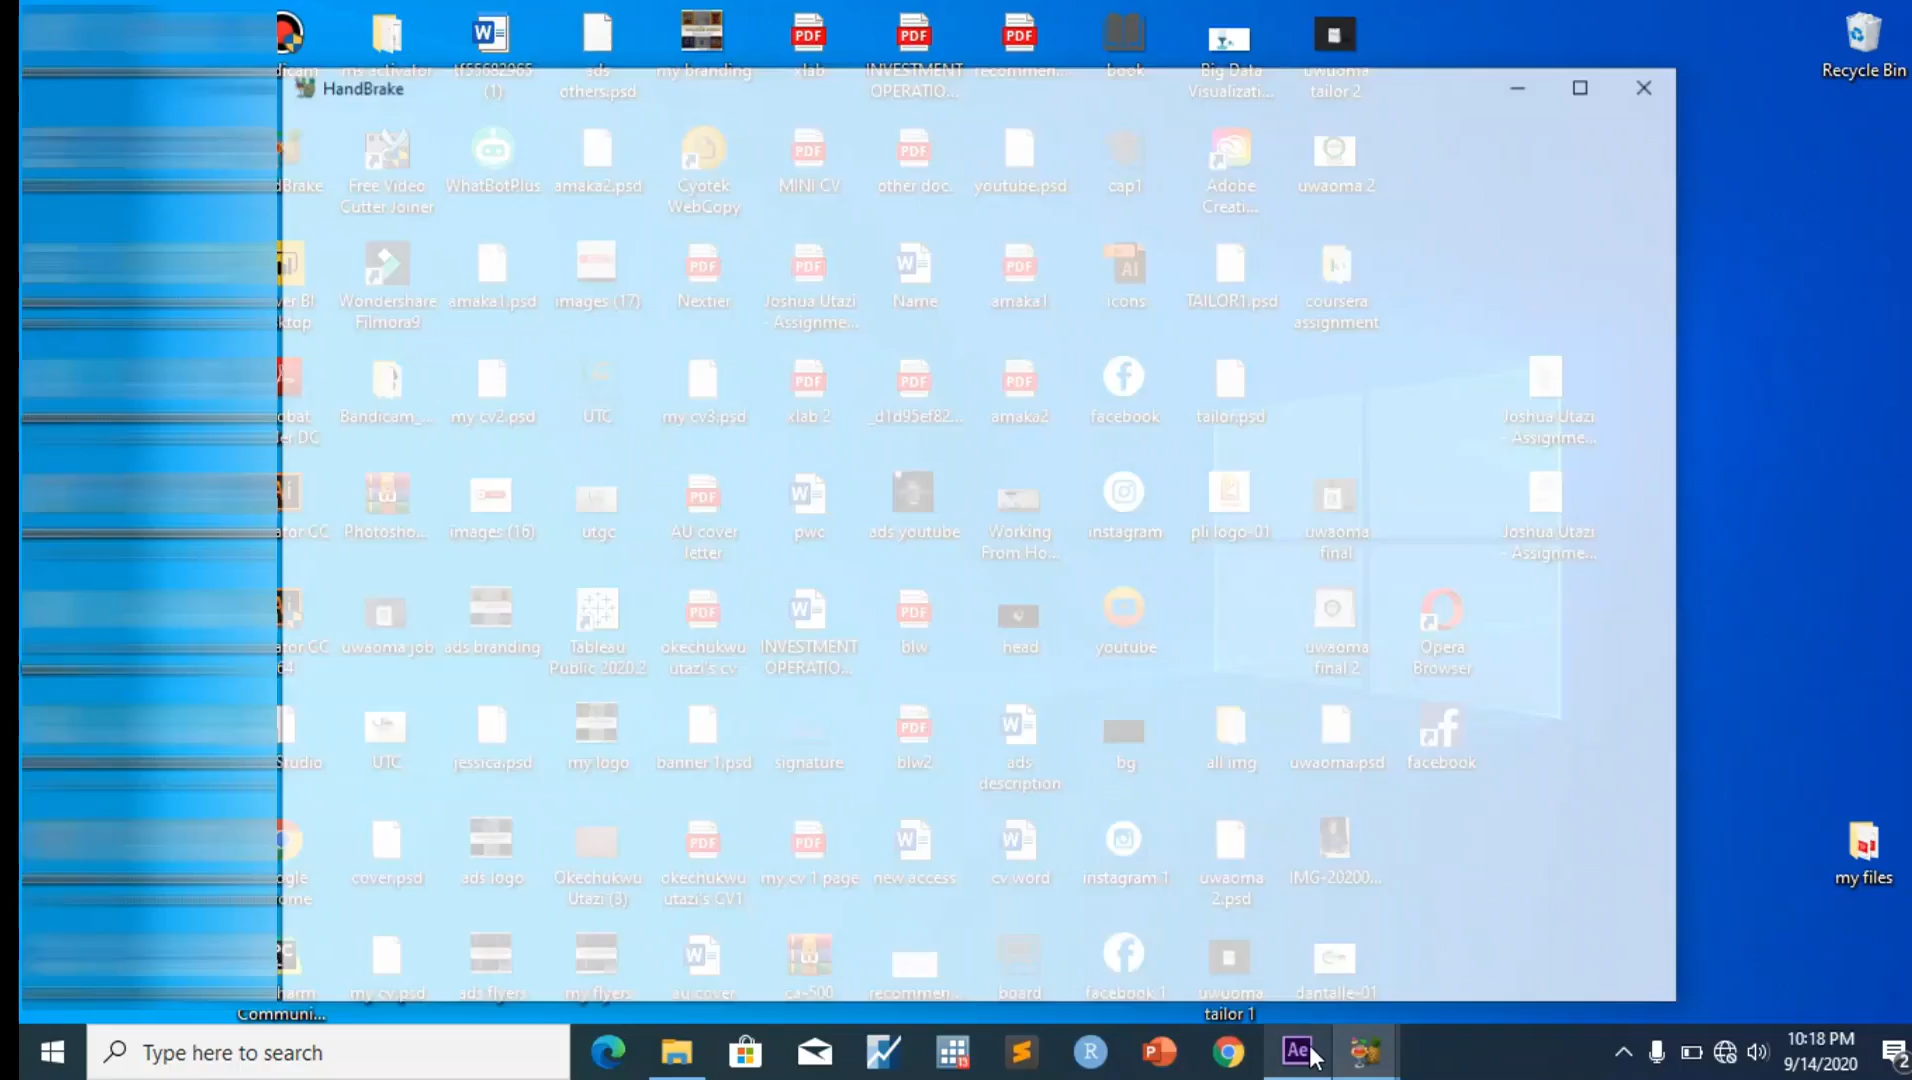 dicam
ms activator
tf55682965
(1)
ads
others.psd
my branding
xlab
INVESTMENT
OPERATIO...
recommen...
book
Big Data
Visualizati...
uwuoma
tailor 2
Recycle Bin
HandBrake
dBrake
Free Video
Cutter Joiner
WhatBotPlus
amaka2.psd
Cyotek
WebCopy
MINI CV
other doc.
youtube.psd
cap1
Adobe
Creati...
uwaoma 2
ver BI
ktop
Wondershare
Filmora9
amaka1.psd
images (17)
Nextier
Joshua Utazi
- Assignme...
Name
amaka1
icons
TAILOR1.psd
coursera
assignment
obat
ler DC
Bandicam_...
my cv2.psd
UTC
my cv3.psd
xlab 2
_d1d95ef82...
amaka2
facebook
tailor.psd
Joshua Utazi
- Assignme...
ator CC
Photosho...
images (16)
utgc
AU cover
letter
pwc
ads youtube
Working
From Ho...
instagram
pli logo-01
uwaoma
final
Joshua Utazi
- Assignme...
ator CC
64
uwaoma job
ads branding
Tableau
Public 2020.2
okechukwu
utazi's cv
INVESTMENT
OPERATIO...
blw
head
youtube
uwaoma
final 2
Opera
Browser
Studio
UTC
jessica.psd
my logo
banner 1.psd
signature
blw2
ads
description
bg
all img
uwaoma.psd
facebook
ogle
ome
cover.psd
ads logo
Okechukwu
Utazi (3)
okechukwu
utazi's CV1
my cv 1 page
new access
cv word
instagram 1
uwaoma
2.psd
IMG-20200...
my files
harm
Communi...
my cv.psd
ads flyers
my flyers
au cover
ca-500
recommen...
board
facebook 1
uwuoma
tailor 1
dantalle-01
Type here to search
10:18 PM
9/14/2020
2